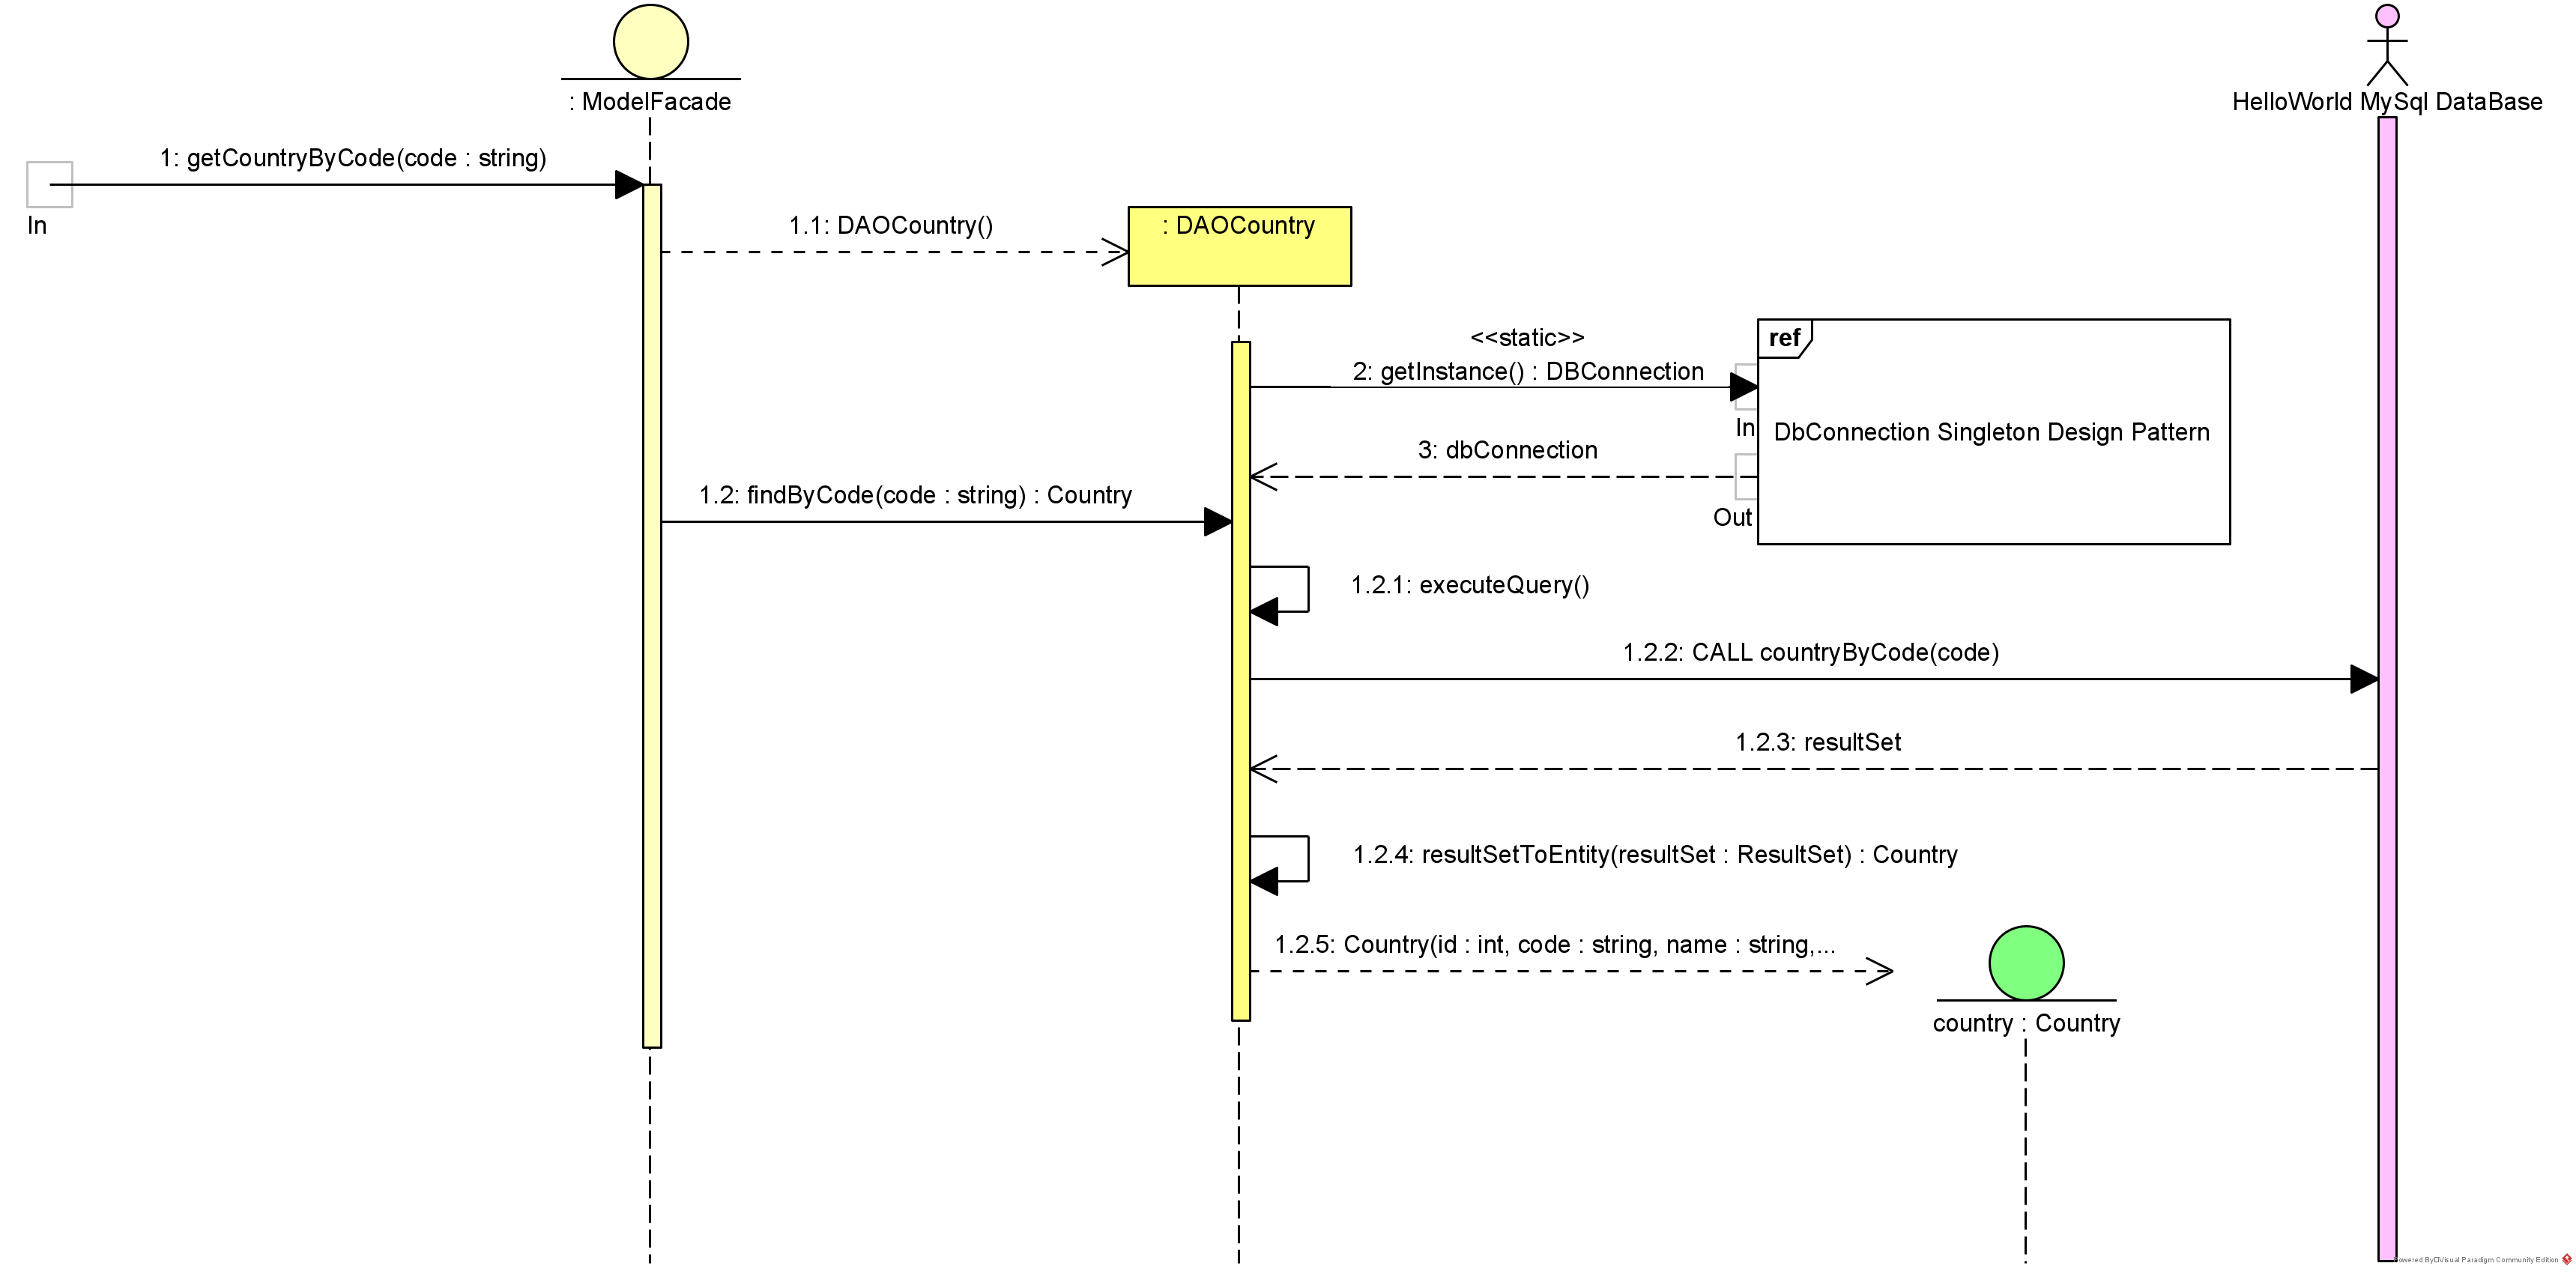 : ModelFacade
HelloWorld MySql DataBase
1: getCountryByCode(code : string)
In
1.1: DAOCountry()
: DAOCountry
<<static>>
2: getInstance() : DBConnection
ref
In
DbConnection Singleton Design Pattern
3: dbConnection
Out
1.2: findByCode(code : string) : Country
1.2.1: executeQuery()
1.2.2: CALL countryByCode(code)
1.2.3: resultSet
1.2.4: resultSetToEntity(resultSet : ResultSet) : Country
1.2.5: Country(id : int, code : string, name : string,...
country : Country
Powered By Visual Paradigm Community Edition